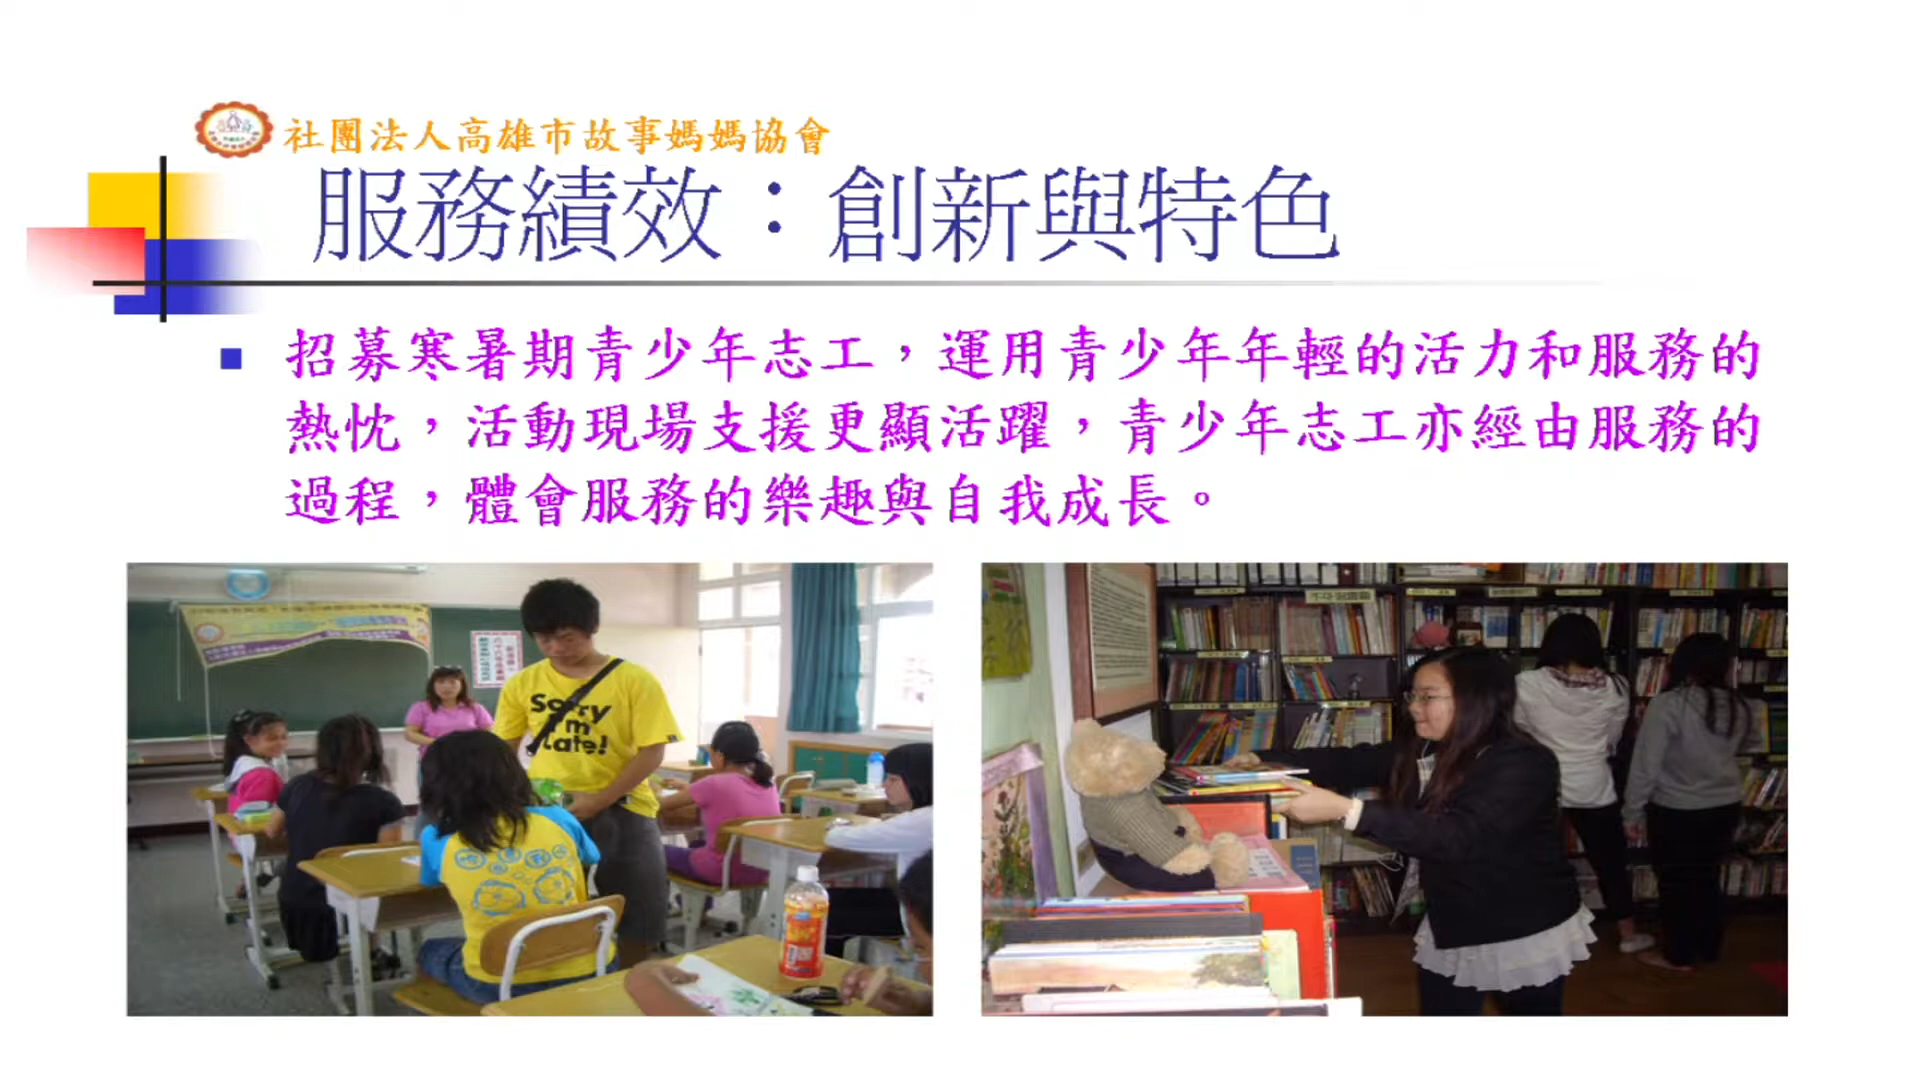 社團法人高雄市故事媽媽協會
服務績效：創新與特色
招募寒暑期青少年志工，運用青少年年輕的活力和服務的
熱忱，活動現場支援更顯活躍，青少年志工亦經由服務的
過程，體會服務的樂趣與自我成長。
Sorry
I'm
late!